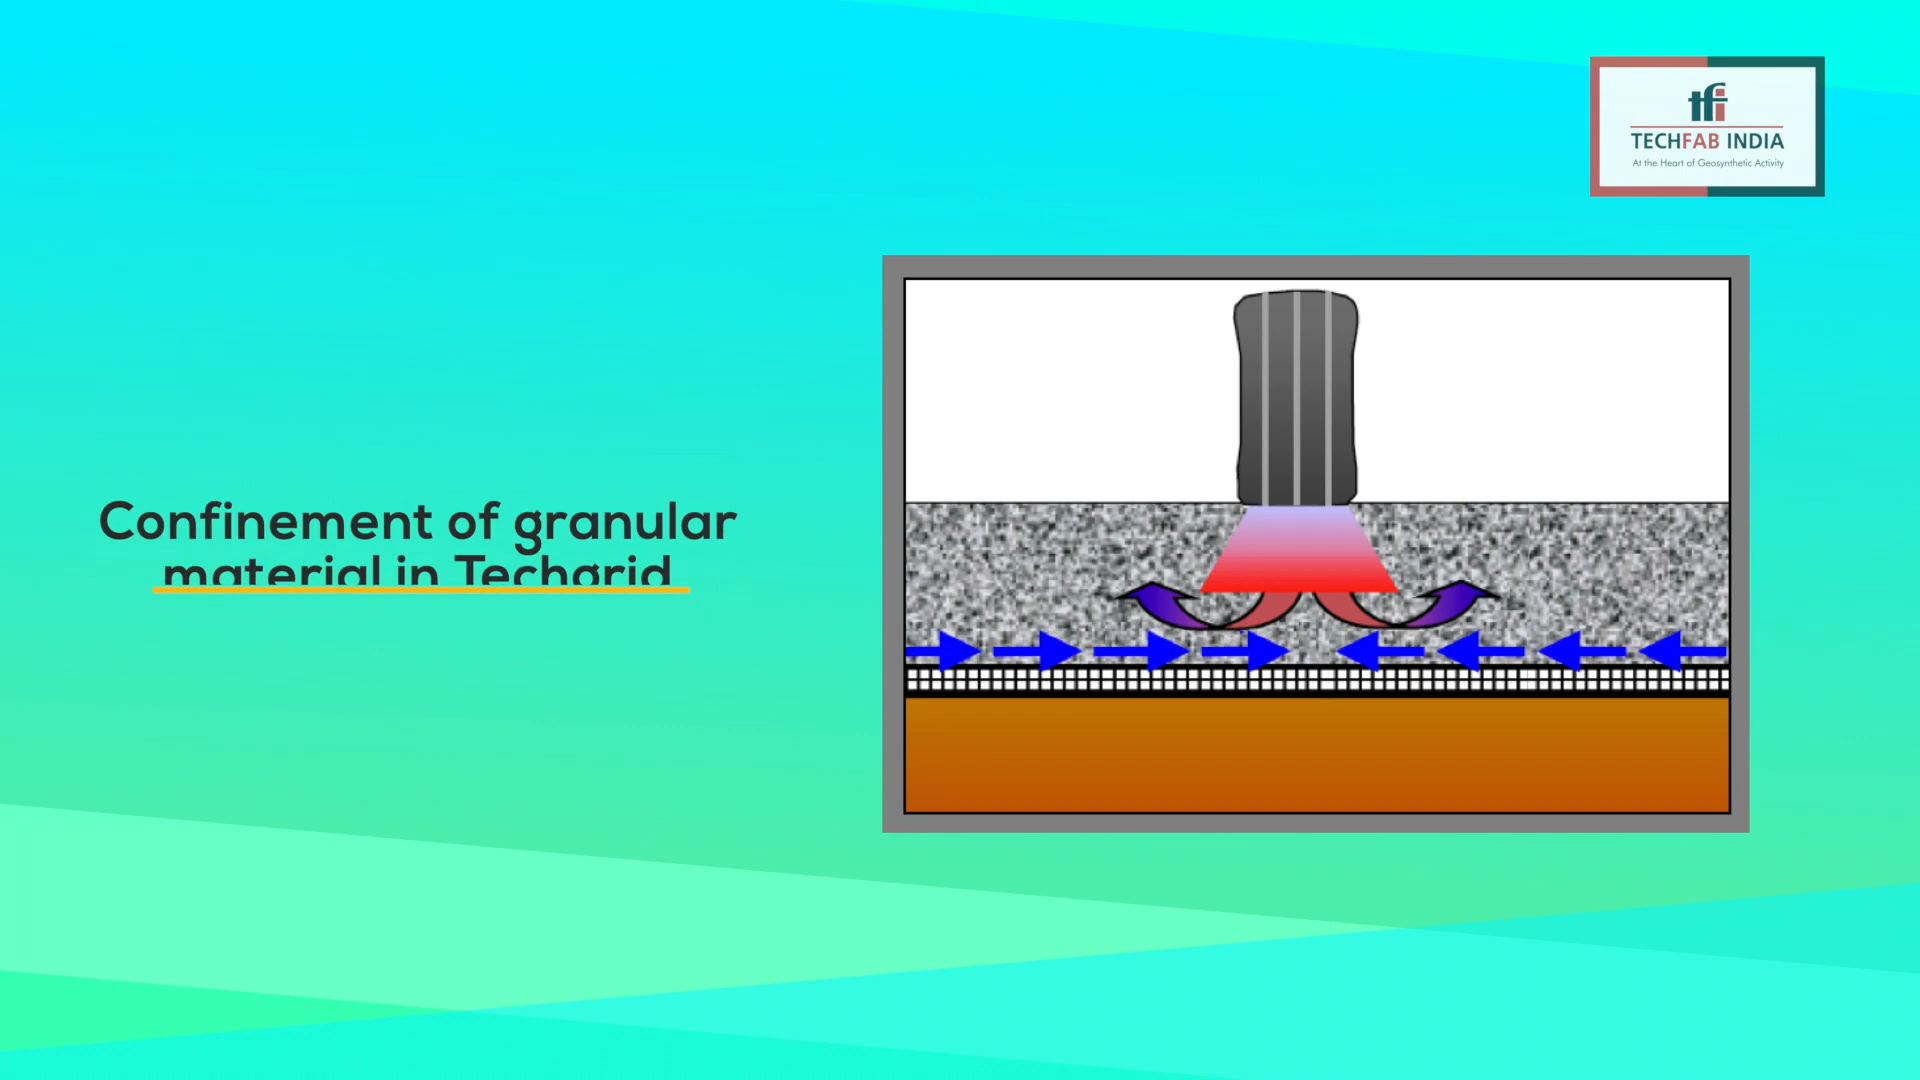 tfi
TECHFAB INDIA
At the Heart of Geosynthetic Activity
Confinement of granular
material in Techgrid